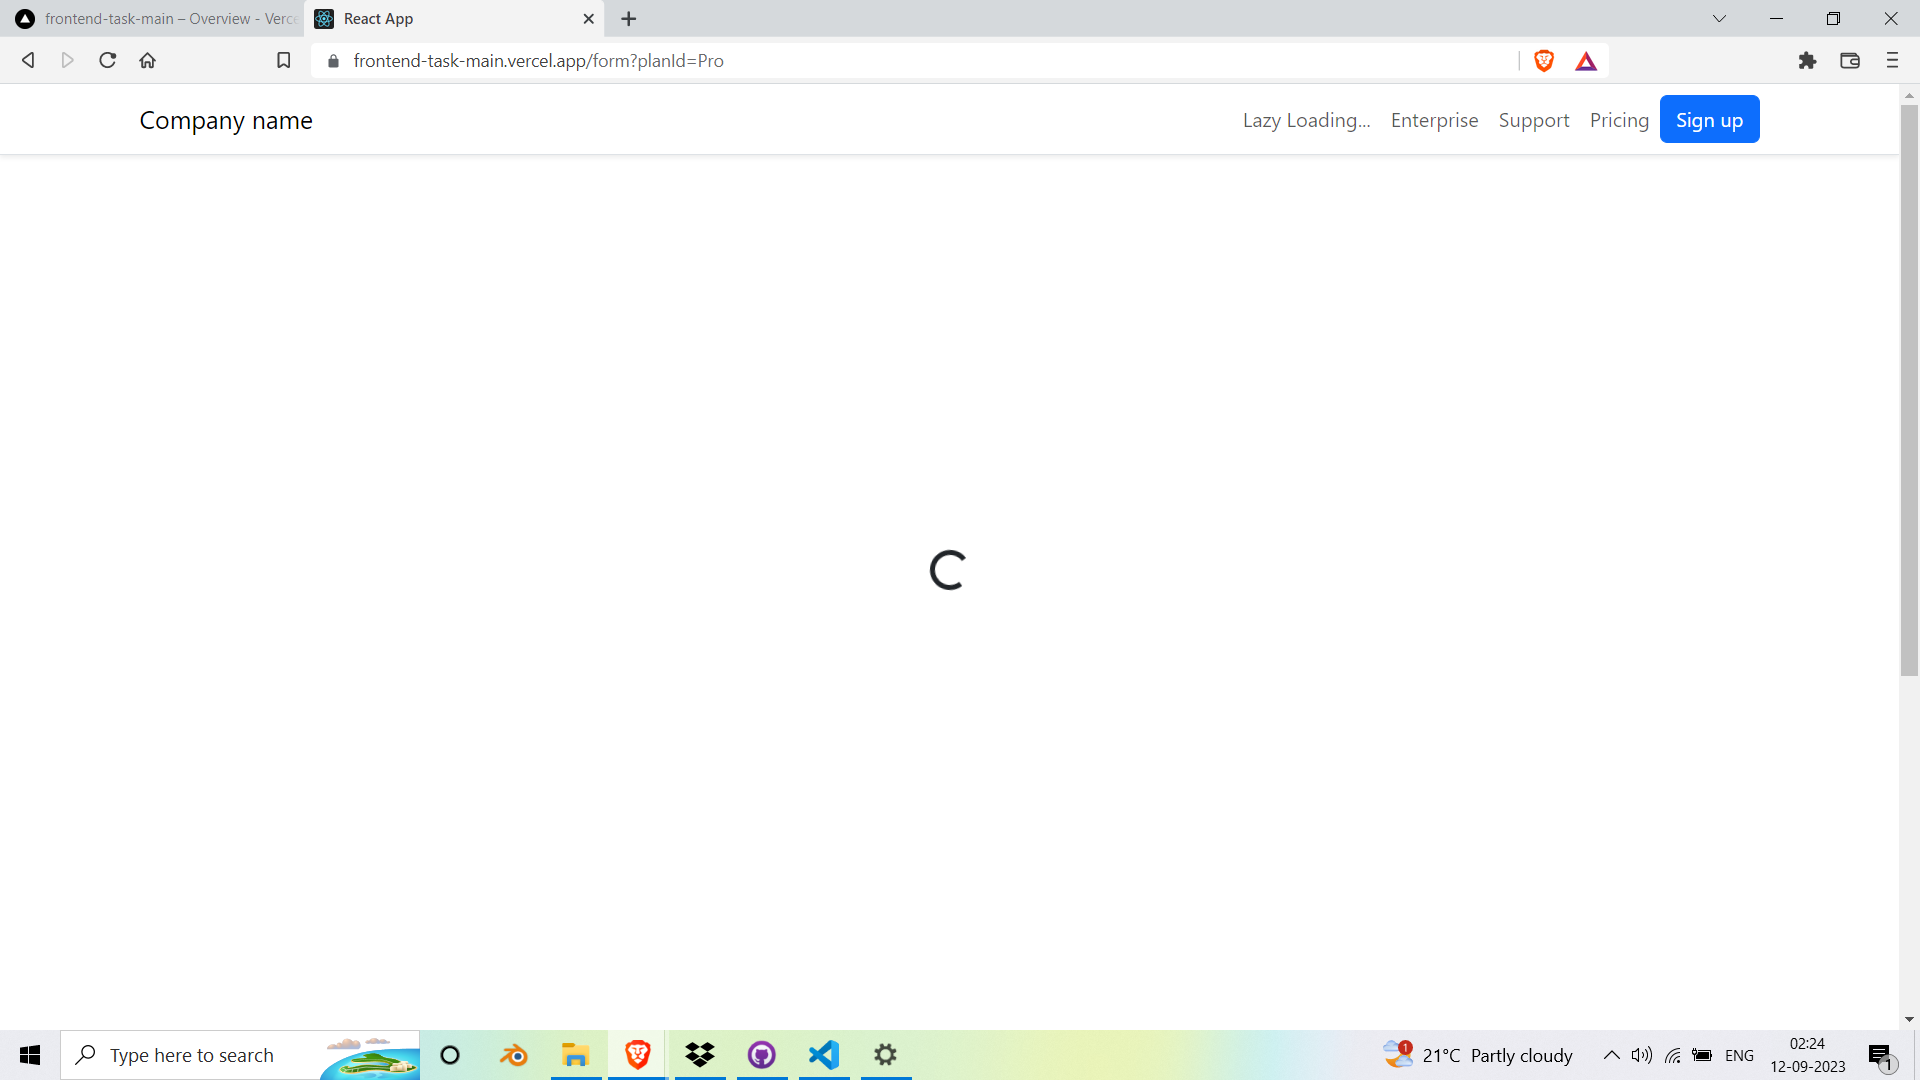 frontend-task-main – Overview - Verce
React App
frontend-task-main.vercel.app/form?planId=Pro
Company name
Lazy Loading...
Enterprise
Support
Pricing
Sign up
Type here to search
1
21°C Partly cloudy
ENG
02:24
12-09-2023
1